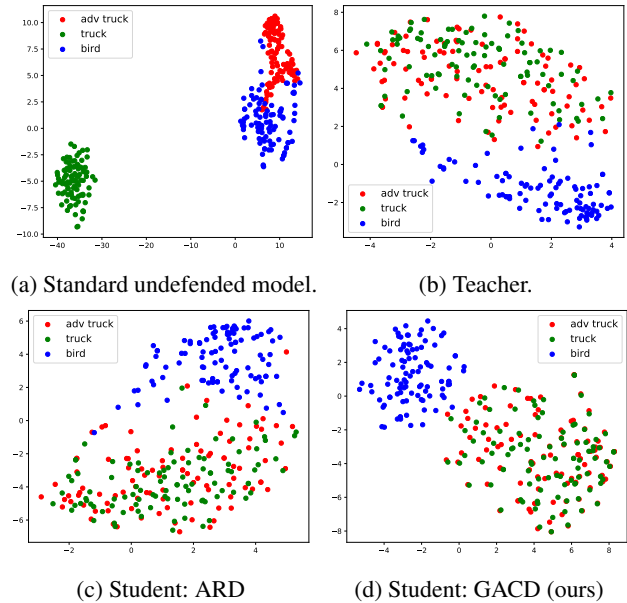 10.0
7.5
5.0
2.5
0.0
−2.5
−5.0
−7.5
−10.0
adv truck
truck
bird
−40 −30 −20 −10 0 10
8
6
4
2
0
−2
adv truck
truck
bird
−4 −2 0 2 4
(a) Standard undefended model. (b) Teacher.
6
4
2
0
−2
−4
−6
adv truck
truck
bird
−2 0 2 4
4
2
0
−2
−4
−6
−8
adv truck
truck
bird
−4 −2 0 2 4 6 8
(c) Student: ARD (d) Student: GACD (ours)